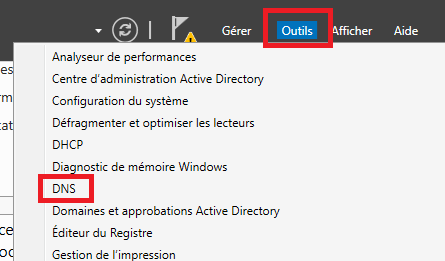 Gérer Outils Afficher Aide
Analyseur de performances
Centre d'administration Active Directory
Configuration du système
Défragmenter et optimiser les lecteurs
DHCP
Diagnostic de mémoire Windows
DNS
Domaines et approbations Active Directory
Éditeur du Registre
Gestion de l'impression